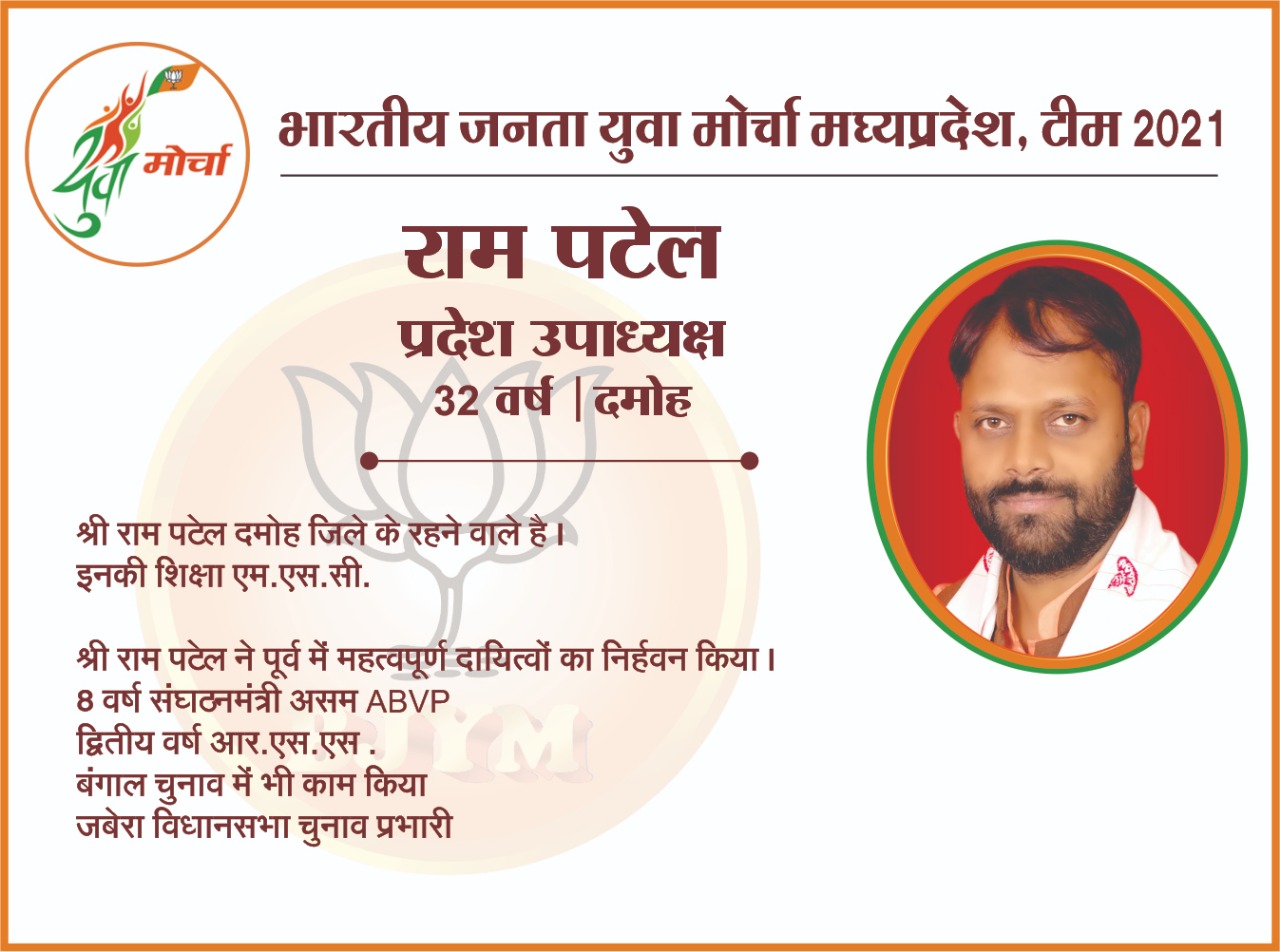 युवा मोर्चा
भारतीय जनता युवा मोर्चा मघ्यप्रदेश, टीम 2021
राम पटेल
प्रदेश उपाध्यक्ष
32 वर्ष | दमोह
श्री राम पटेल दमोह जिले के रहने वाले है।
इनकी शिक्षा एम.एस.सी.
श्री राम पटेल ने पूर्व में महत्वपूर्ण दायित्वों का निर्हवन किया।
8 वर्ष संघठनमंत्री असम ABVP
द्वितीय वर्ष आर.एस.एस .
बंगाल चुनाव में भी काम किया
जबेरा विधानसभा चुनाव प्रभारी
BJYM